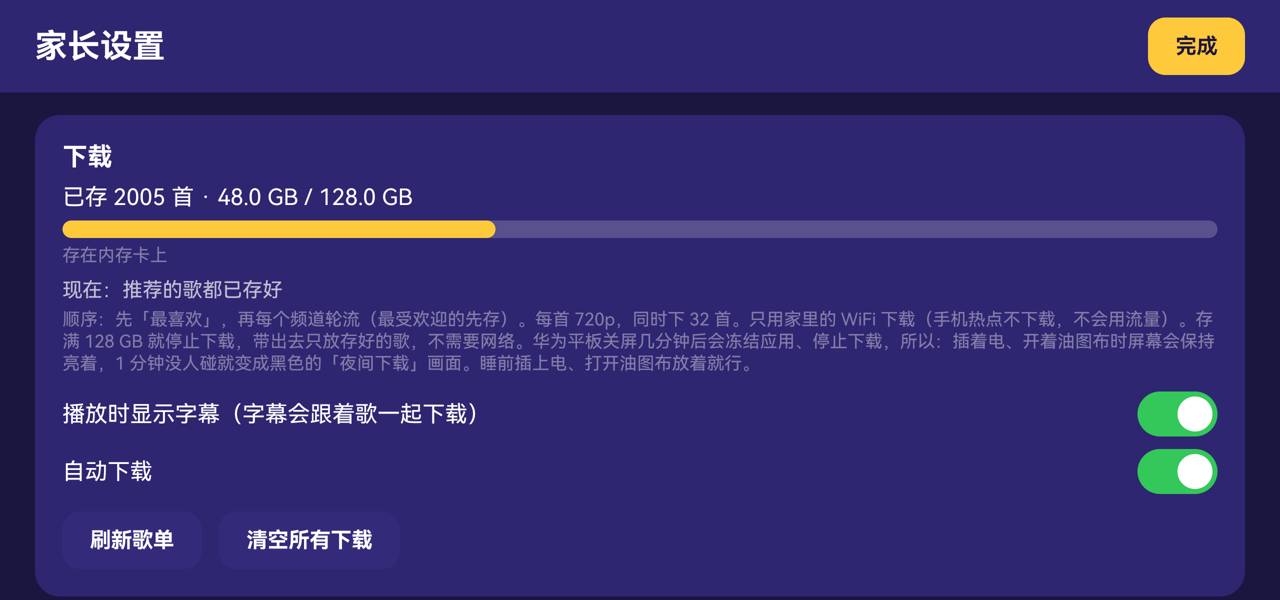 家长设置
完成
下载
已存 2005 首 · 48.0 GB / 128.0 GB
存在内存卡上
现在：推荐的歌都已存好
顺序：先「最喜欢」，再每个频道轮流（最受欢迎的先存）。每首 720p，同时下 32 首。只用家里的 WiFi 下载（手机热点不下载，不会用流量）。存
满 128 GB 就停止下载，带出去只放存好的歌，不需要网络。华为平板关屏几分钟后会冻结应用、停止下载，所以：插着电、开着油图布时屏幕会保持
亮着，1 分钟没人碰就变成黑色的「夜间下载」画面。睡前插上电、打开油图布放着就行。
播放时显示字幕（字幕会跟着歌一起下载）
自动下载
刷新歌单
清空所有下载